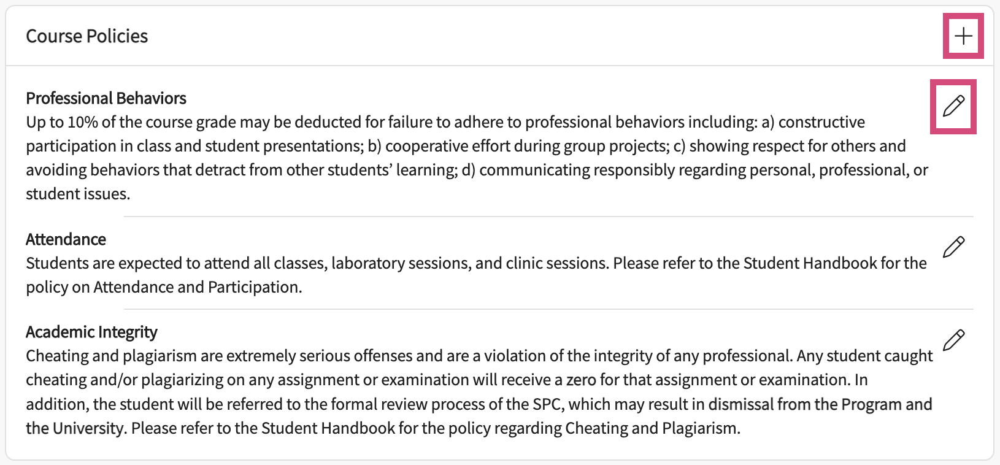 Course Policies
Professional Behaviors
Up to 10% of the course grade may be deducted for failure to adhere to professional behaviors including: a) constructive
participation in class and student presentations; b) cooperative effort during group projects; c) showing respect for others and
avoiding behaviors that detract from other students’ learning; d) communicating responsibly regarding personal, professional, or
student issues.
Attendance
Students are expected to attend all classes, laboratory sessions, and clinic sessions. Please refer to the Student Handbook for the
policy on Attendance and Participation.
Academic Integrity
Cheating and plagiarism are extremely serious offenses and are a violation of the integrity of any professional. Any student caught
cheating and/or plagiarizing on any assignment or examination will receive a zero for that assignment or examination. In
addition, the student will be referred to the formal review process of the SPC, which may result in dismissal from the Program and
the University. Please refer to the Student Handbook for the policy regarding Cheating and Plagiarism.